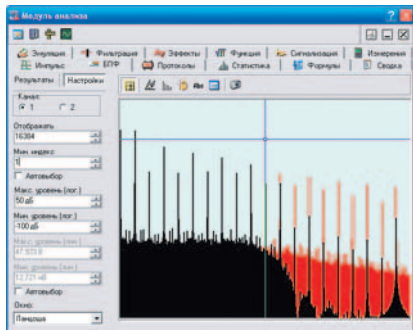 Модуль анализа
Эмуляция Фильтрация Эффекты Функция Сигнализация Измерения
Импульс БПФ Протоколы Статистика Формулы Сводка
Результаты Настройки
Канал:
1 2
Отображать
16384
Мин. индекс
1
Автовыбор
Макс. уровень (лог.)
50 дБ
Мин. уровень (лог.)
-100 дБ
Автовыбор
Окно:
Ланцоша